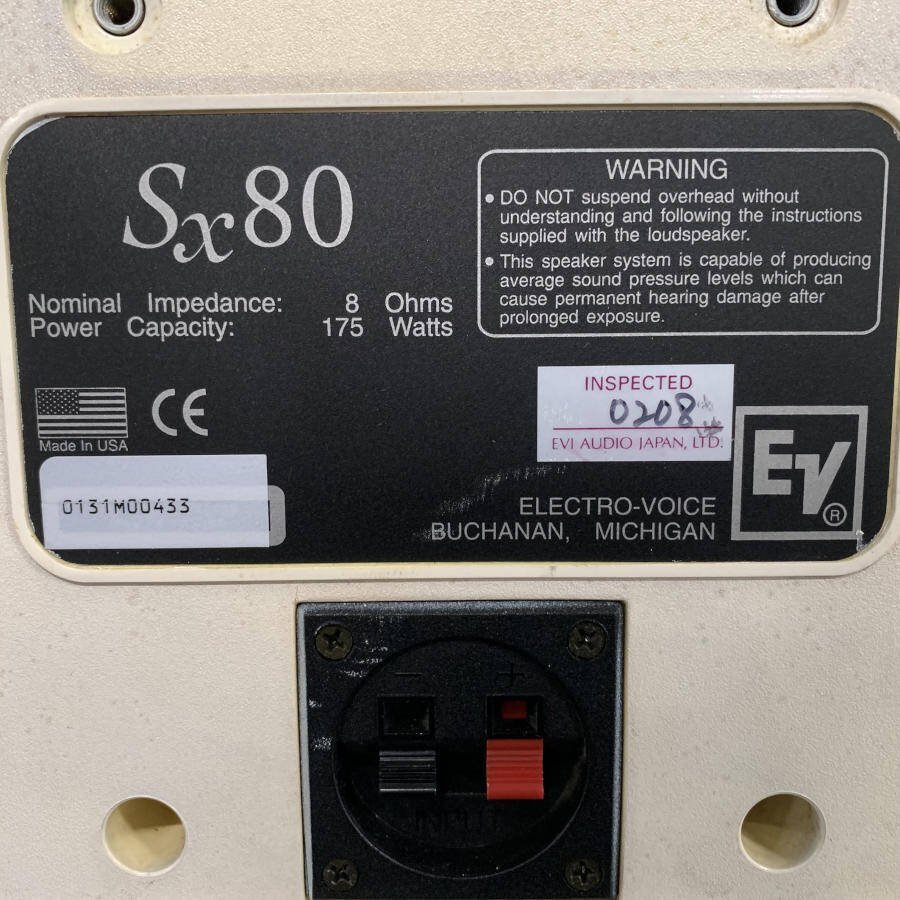 Sx80
Nominal Impedance: 8 Ohms
Power Capacity: 175 Watts
WARNING
• DO NOT suspend overhead without
understanding and following the instructions
supplied with the loudspeaker.
• This speaker system is capable of producing
average sound pressure levels which can
cause permanent hearing damage after
prolonged exposure.
CE
Made In USA
0131M00433
INSPECTED
0208
EVI AUDIO JAPAN, LTD.
ELECTRO-VOICE
BUCHANAN, MICHIGAN
EV®
- +
INPUT